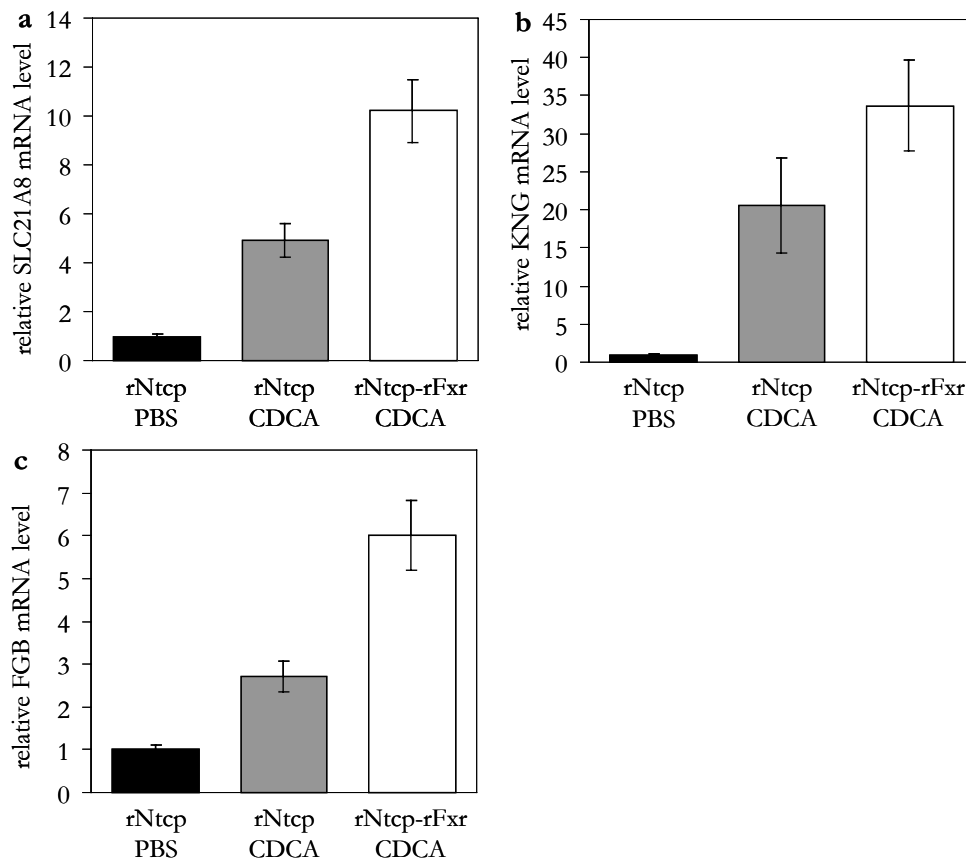 a
relative SLC21A8 mRNA level
14
12
10
8
6
4
2
0
rNtcp
PBS
rNtcp
CDCA
rNtcp-rFxr
CDCA
b
relative KNG mRNA level
45
40
35
30
25
20
15
10
5
0
rNtcp
PBS
rNtcp
CDCA
rNtcp-rFxr
CDCA
c
relative FGB mRNA level
8
7
6
5
4
3
2
1
0
rNtcp
PBS
rNtcp
CDCA
rNtcp-rFxr
CDCA